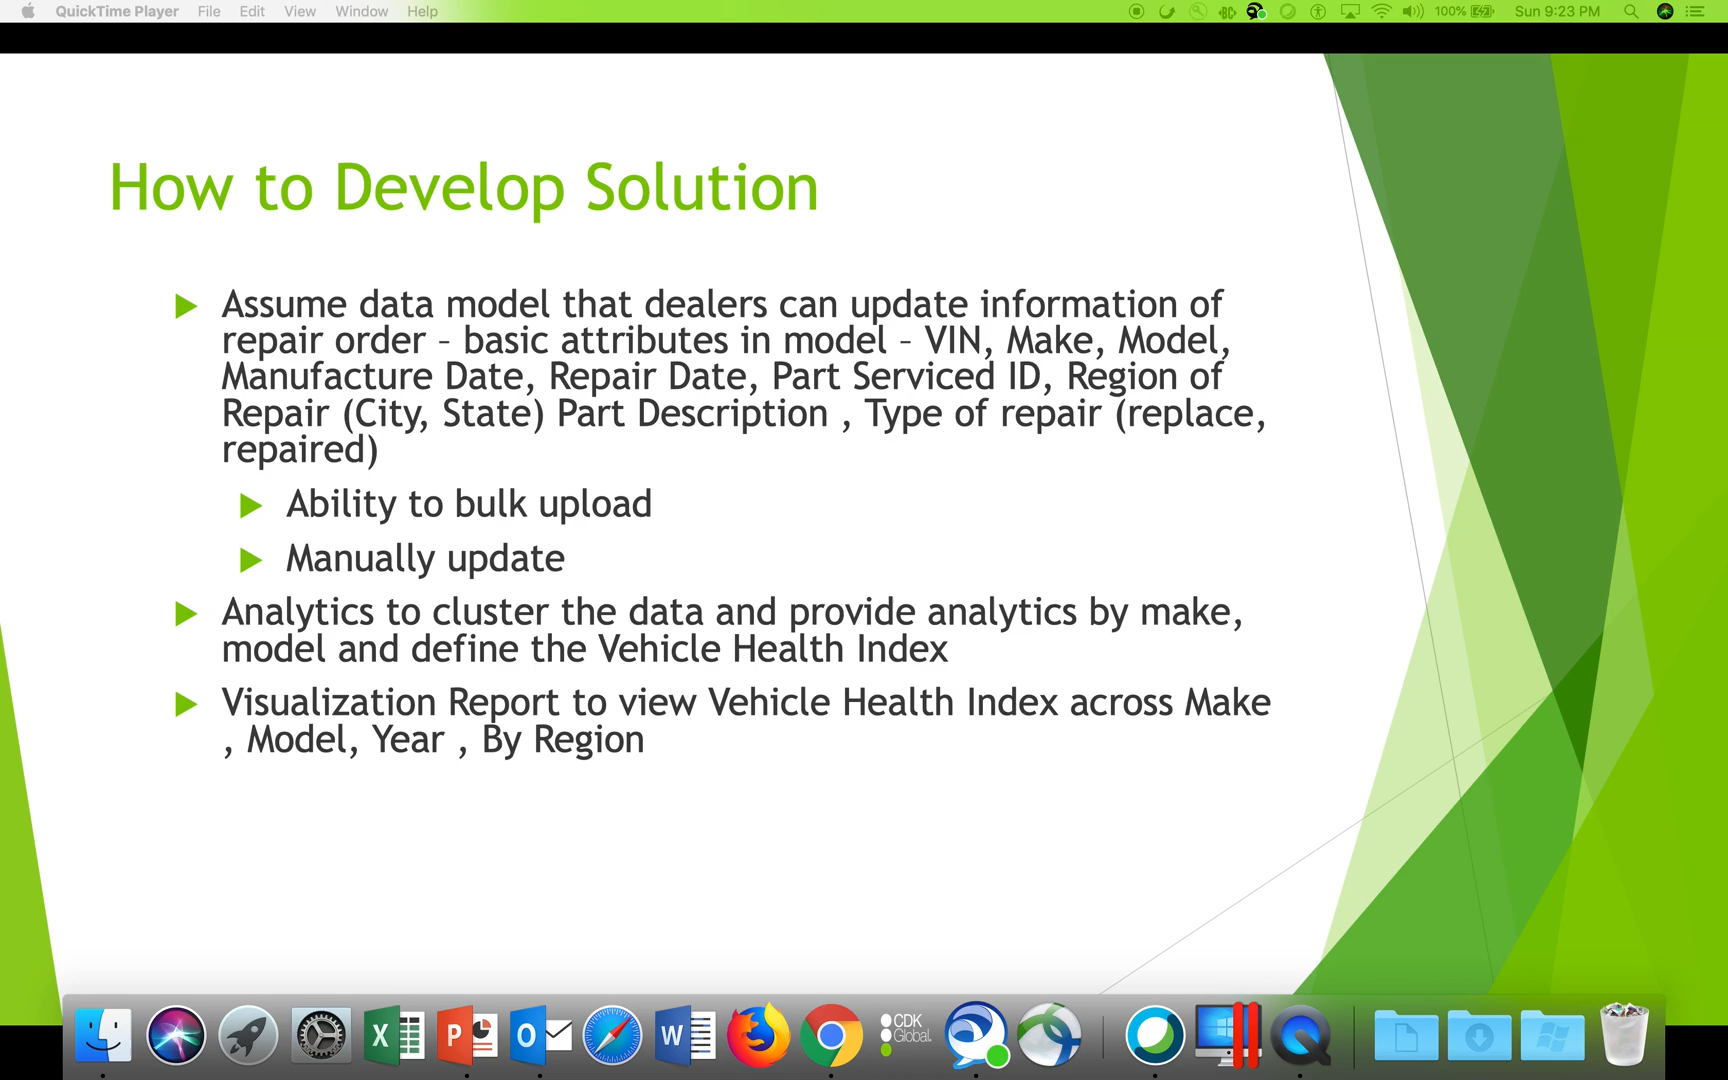 QuickTime Player File Edit View Window Help 100% Sun 9:23 PM
How to Develop Solution
Assume data model that dealers can update information of
repair order – basic attributes in model – VIN, Make, Model,
Manufacture Date, Repair Date, Part Serviced ID, Region of
Repair (City, State) Part Description , Type of repair (replace,
repaired)
Ability to bulk upload
Manually update
Analytics to cluster the data and provide analytics by make,
model and define the Vehicle Health Index
Visualization Report to view Vehicle Health Index across Make
, Model, Year , By Region
X P O W CDK
Global